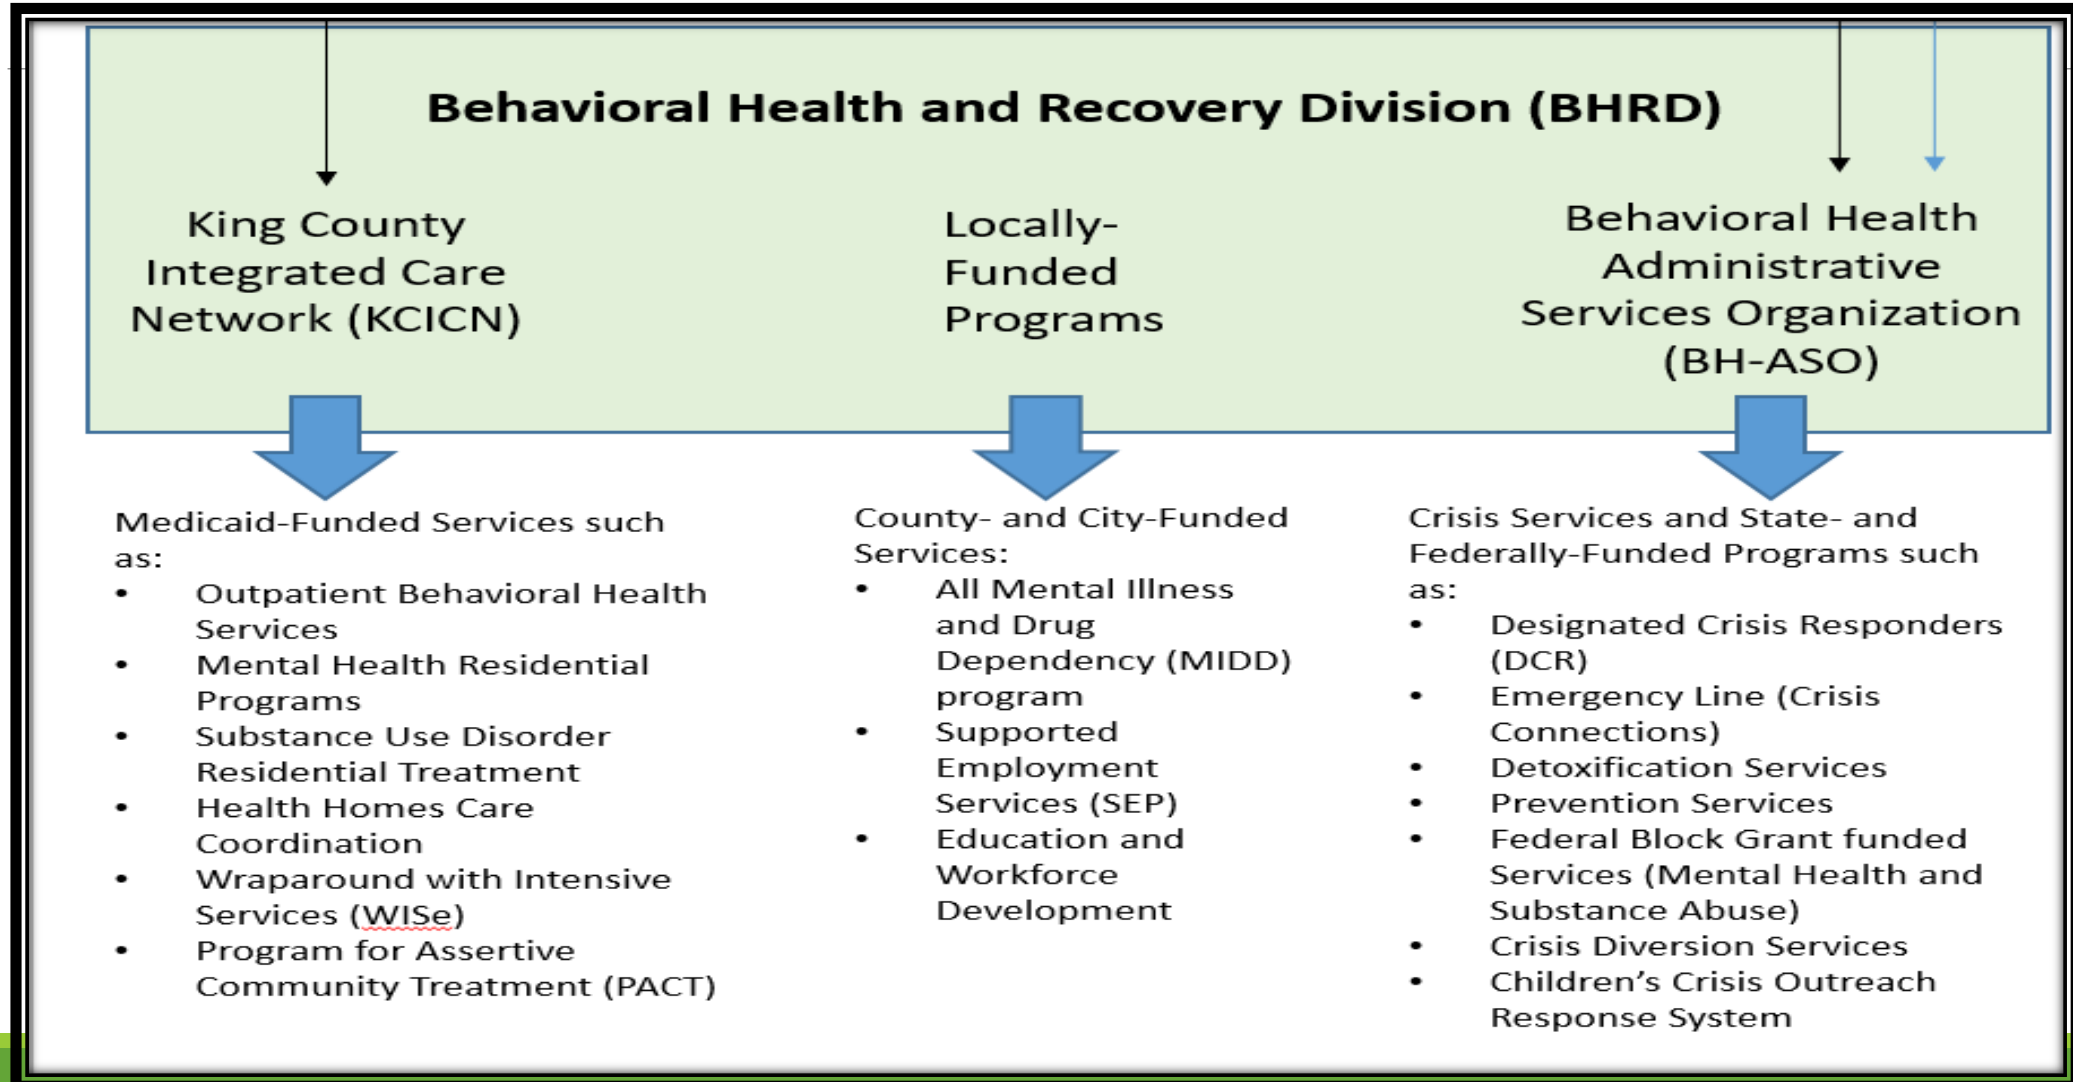 Behavioral Health and Recovery Division (BHRD)
King County
Integrated Care
Network (KCICN)
Locally-
Funded
Programs
Behavioral Health
Administrative
Services Organization
(BH-ASO)
Medicaid-Funded Services such
as:
• Outpatient Behavioral Health
Services
• Mental Health Residential
Programs
• Substance Use Disorder
Residential Treatment
• Health Homes Care
Coordination
• Wraparound with Intensive
Services (WISe)
• Program for Assertive
Community Treatment (PACT)
County- and City-Funded
Services:
• All Mental Illness
and Drug
Dependency (MIDD)
program
• Supported
Employment
Services (SEP)
• Education and
Workforce
Development
Crisis Services and State- and
Federally-Funded Programs such
as:
• Designated Crisis Responders
(DCR)
• Emergency Line (Crisis
Connections)
• Detoxification Services
• Prevention Services
• Federal Block Grant funded
Services (Mental Health and
Substance Abuse)
• Crisis Diversion Services
• Children’s Crisis Outreach
Response System